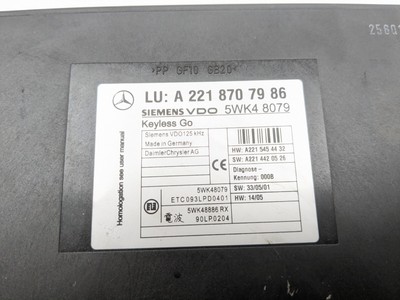 >PP GF10 GB20<
LU: A 221 870 79 86
SIEMENS VDO 5WK4 8079
Keyless Go
Siemens VDO 125 kHz
Made in Germany
DaimlerChrysler AG
HW: A221 545 44 32
SW: A221 442 05 26
Diagnose -
Kennung: 000B
SW: 33/05/01
HW: 14/05
Homologation see user manual
5WK48079
ETC093LPD0401
5WK48886 RX
電波 90LP0204